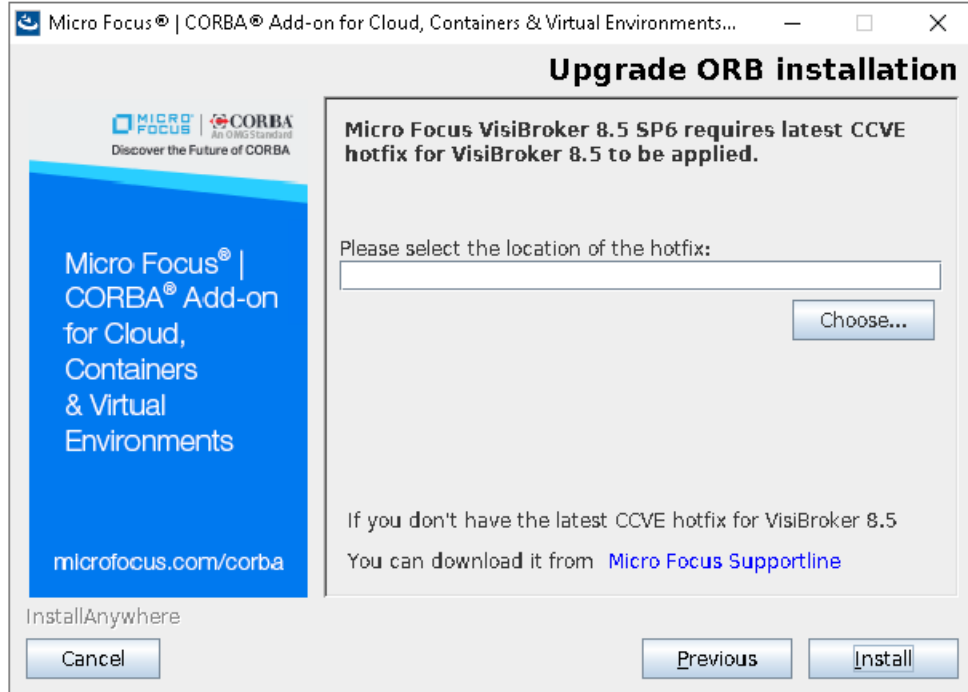 Micro Focus® | CORBA® Add-on for Cloud, Containers & Virtual Environments...
Upgrade ORB installation
MICRO FOCUS | CORBA
An OMG Standard
Discover the Future of CORBA
Micro Focus® |
CORBA® Add-on
for Cloud,
Containers
& Virtual
Environments
microfocus.com/corba
Micro Focus VisiBroker 8.5 SP6 requires latest CCVE
hotfix for VisiBroker 8.5 to be applied.
Please select the location of the hotfix:
Choose...
If you don't have the latest CCVE hotfix for VisiBroker 8.5
You can download it from Micro Focus Supportline
InstallAnywhere
Cancel
Previous
Install